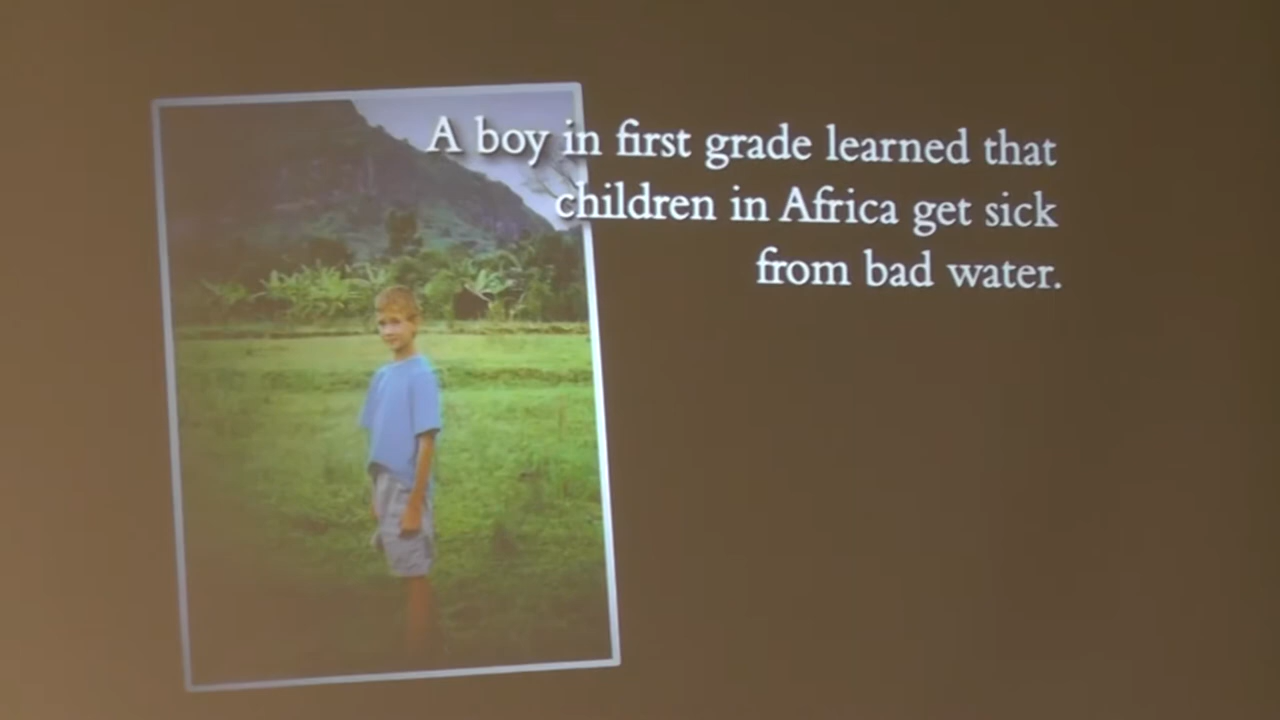 A boy in first grade learned that
children in Africa get sick
from bad water.